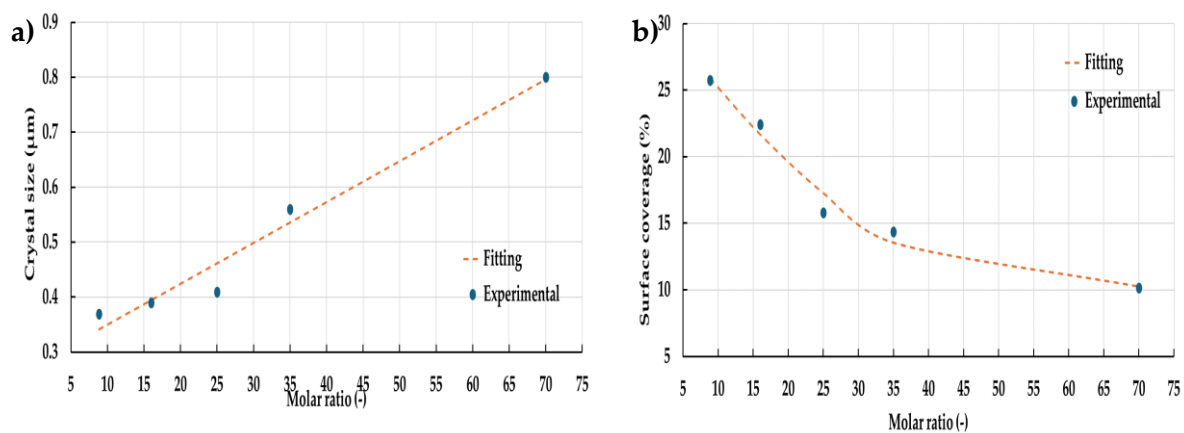 a)
Crystal size (μm)
0.9
0.8
0.7
0.6
0.5
0.4
0.3
Fitting
Experimental
5 10 15 20 25 30 35 40 45 50 55 60 65 70 75
Molar ratio (-)
b)
Surface coverage (%)
30
25
20
15
10
5
Fitting
Experimental
5 10 15 20 25 30 35 40 45 50 55 60 65 70 75
Molar ratio (-)